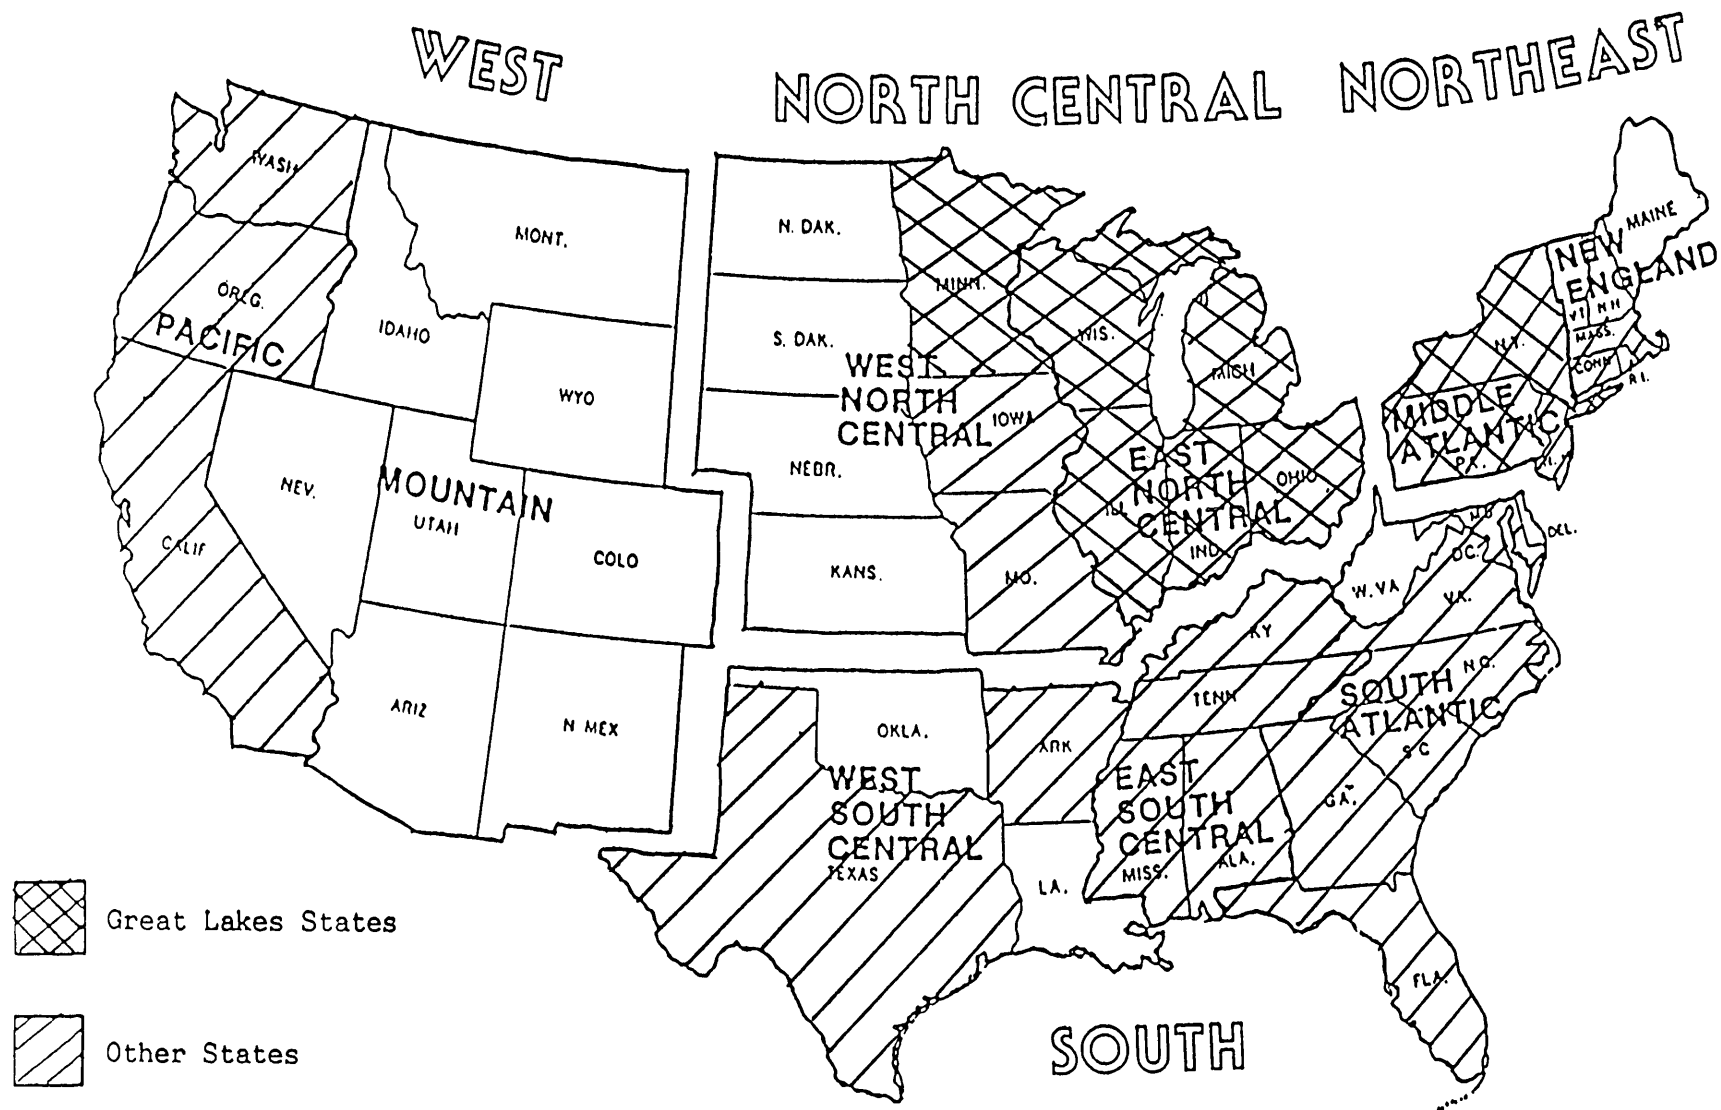 WEST
NORTH CENTRAL
NORTHEAST
WASH
MONT.
N. DAK.
MINN.
MAINE
NEW
ENGLAND
VT
N H
MASS.
CONN
R I.
OREG.
PACIFIC
IDAHO
S. DAK.
WIS.
MICH
N.Y.
WYO
WEST
NORTH
CENTRAL
IOWA
MIDDLE
ATLANTIC
PA.
NEV.
MOUNTAIN
UTAH
NEBR.
EAST
NORTH
CENTRAL
OHIO
ILL
IND
CALIF
COLO
KANS.
MO.
DEL.
DC.
W.VA
VA.
KY
N.C.
TENN
SOUTH
ATLANTIC
S C
ARIZ
N MEX
OKLA.
ARK
WEST
SOUTH
CENTRAL
TEXAS
EAST
SOUTH
CENTRAL
MISS.
ALA.
GA.
LA.
FLA.
Great Lakes States
Other States
SOUTH